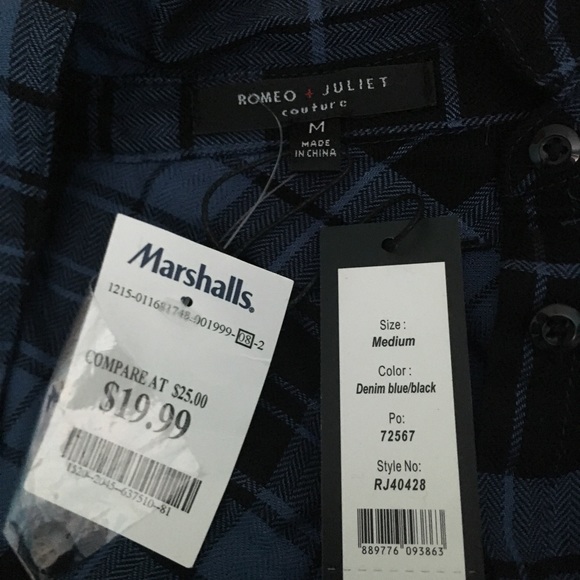 ROMEO + JULIET
couture
M
MADE
IN CHINA
Marshalls.
COMPARE AT $25.00
$19.99
Size :
Medium
Color :
Denim blue/black
Po:
72567
Style No:
RJ40428
889776 093863